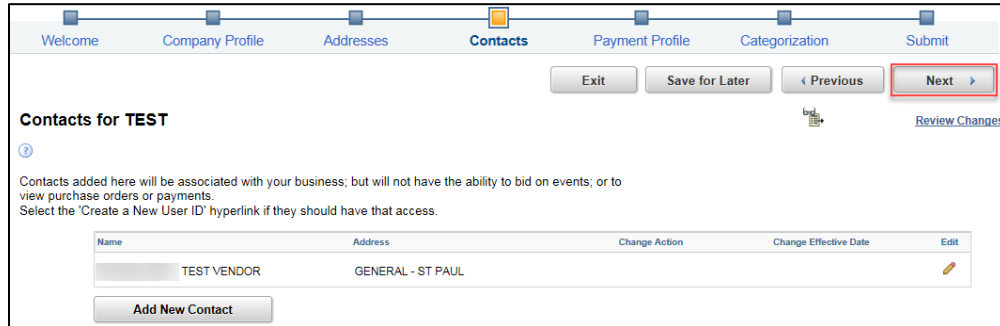 Welcome Company Profile Addresses Contacts Payment Profile Categorization Submit
Exit Save for Later Previous Next
Contacts for TEST Review Changes
?
Contacts added here will be associated with your business; but will not have the ability to bid on events; or to
view purchase orders or payments.
Select the 'Create a New User ID' hyperlink if they should have that access.
Name Address Change Action Change Effective Date Edit
TEST VENDOR GENERAL - ST PAUL
Add New Contact